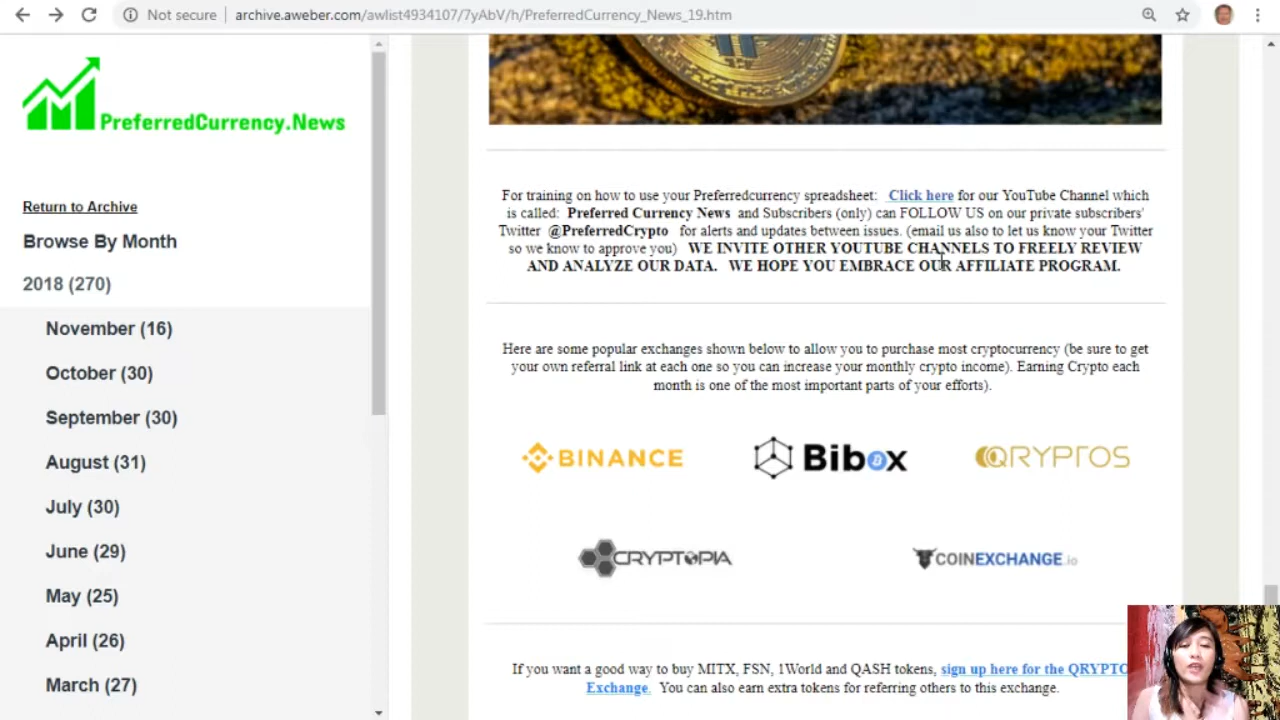 Not secure
archive.aweber.com/awlist4934107/7yAbV/h/PreferredCurrency_News_19.htm
PreferredCurrency.News
Return to Archive
Browse By Month
2018 (270)
November (16)
October (30)
September (30)
August (31)
July (30)
June (29)
May (25)
April (26)
March (27)
For training on how to use your Preferredcurrency spreadsheet: Click here for our YouTube Channel which
is called: Preferred Currency News and Subscribers (only) can FOLLOW US on our private subscribers'
Twitter @PreferredCrypto for alerts and updates between issues. (email us also to let us know your Twitter
so we know to approve you) WE INVITE OTHER YOUTUBE CHANNELS TO FREELY REVIEW
AND ANALYZE OUR DATA. WE HOPE YOU EMBRACE OUR AFFILIATE PROGRAM.
Here are some popular exchanges shown below to allow you to purchase most cryptocurrency (be sure to get
your own referral link at each one so you can increase your monthly crypto income). Earning Crypto each
month is one of the most important parts of your efforts).
BINANCE
Bibox
QRYPTOS
CRYPTOPIA
COINEXCHANGE.io
If you want a good way to buy MITX, FSN, 1World and QASH tokens, sign up here for the QRYPTO
Exchange. You can also earn extra tokens for referring others to this exchange.